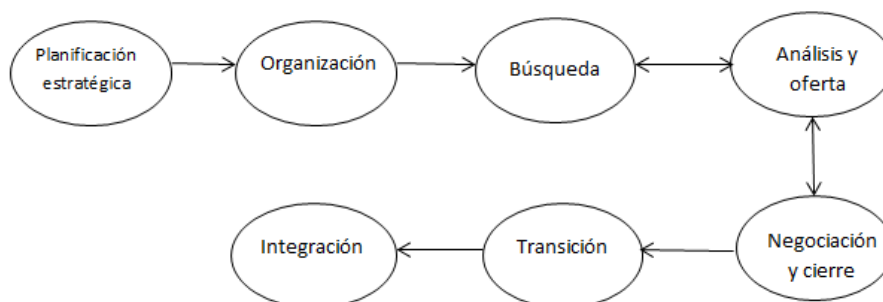 Planificación
estratégica
Organización
Búsqueda
Análisis y
oferta
Negociación
y cierre
Transición
Integración